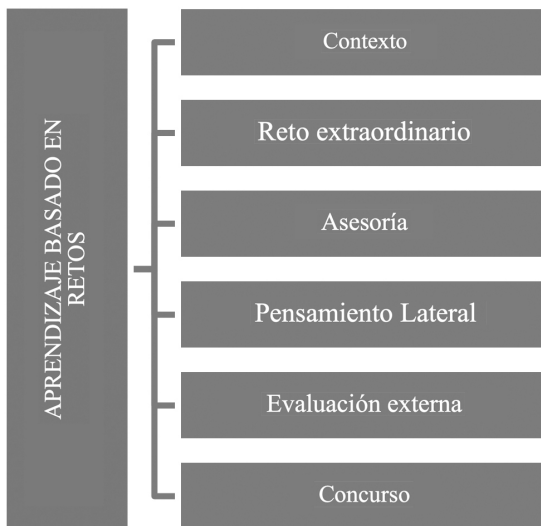 APRENDIZAJE BASADO EN
RETOS
Contexto
Reto extraordinario
Asesoría
Pensamiento Lateral
Evaluación externa
Concurso